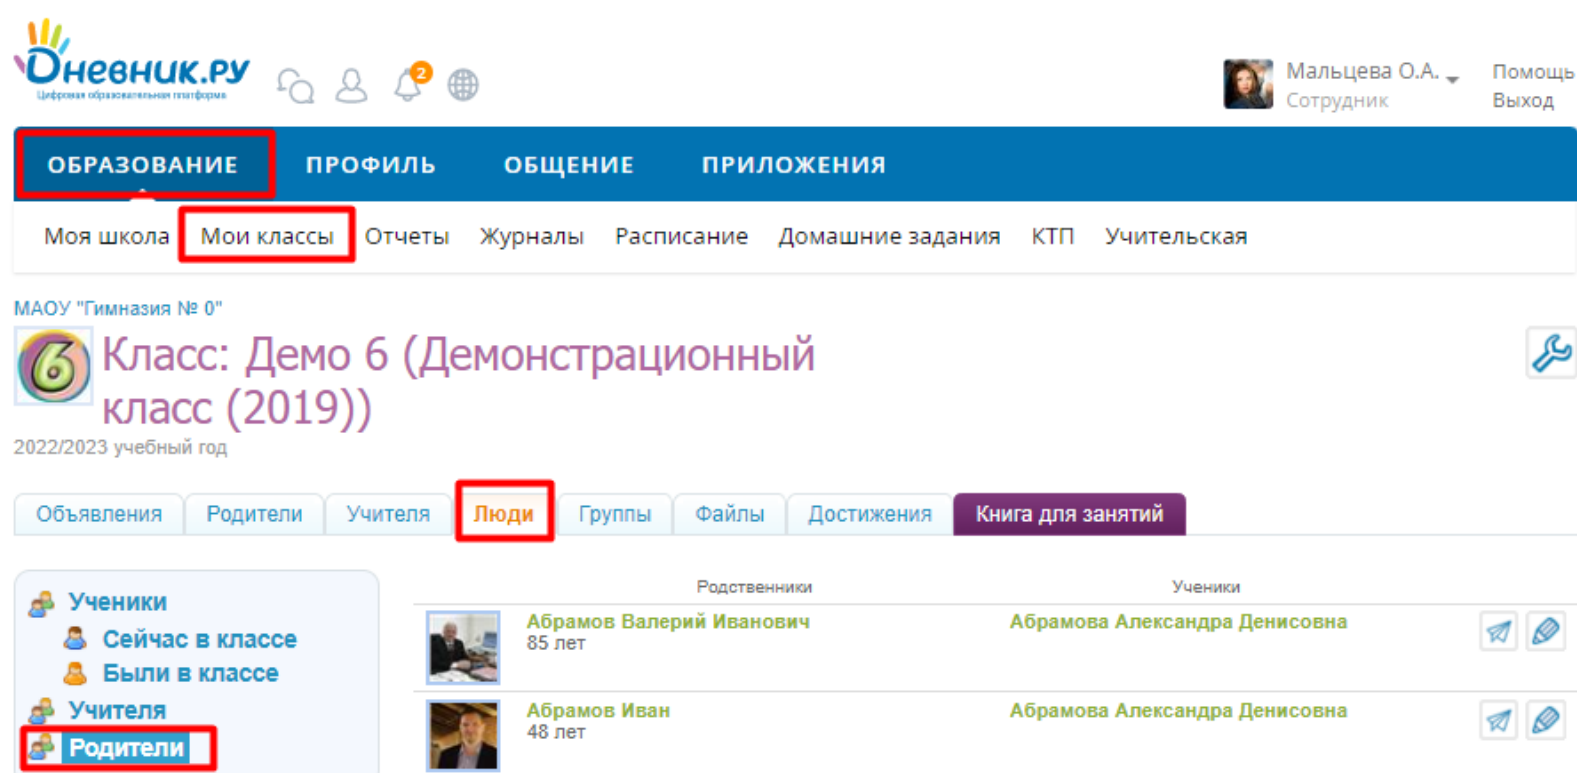 Дневник.ру
Цифровая образовательная платформа
2
Мальцева О.А.
Сотрудник
Помощь
Выход
ОБРАЗОВАНИЕ ПРОФИЛЬ ОБЩЕНИЕ ПРИЛОЖЕНИЯ
Моя школа Мои классы Отчеты Журналы Расписание Домашние задания КТП Учительская
МАОУ "Гимназия № 0"
6
Класс: Демо 6 (Демонстрационный
класс (2019))
2022/2023 учебный год
Объявления Родители Учителя Люди Группы Файлы Достижения Книга для занятий
Ученики
Сейчас в классе
Были в классе
Учителя
Родители
Родственники Ученики
Абрамов Валерий Иванович Абрамова Александра Денисовна
85 лет
Абрамов Иван Абрамова Александра Денисовна
48 лет